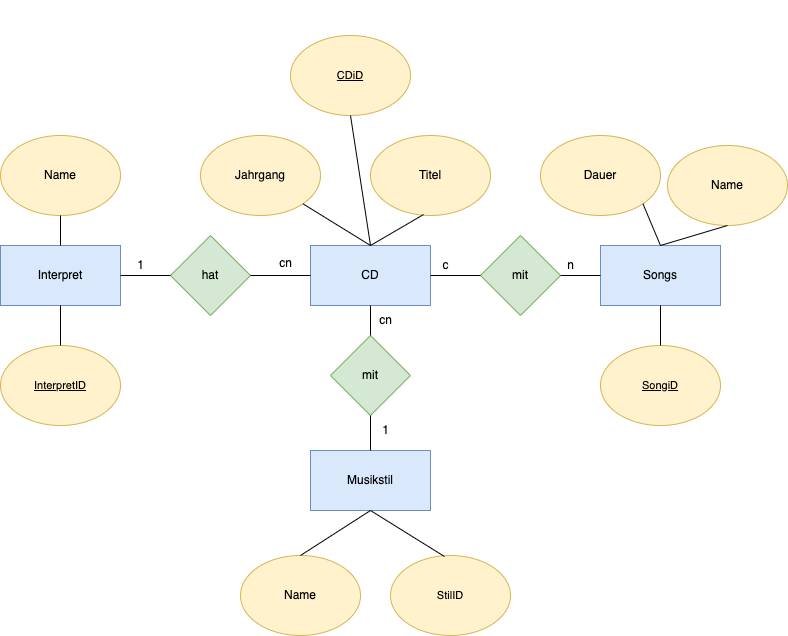 CDiD
Name
Jahrgang
Titel
Dauer
Name
Interpret
1
hat
cn
CD
c
mit
n
Songs
cn
InterpretID
mit
SongiD
1
Musikstil
Name
StilID